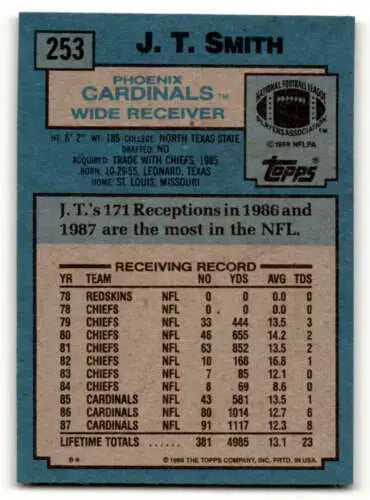 253
J. T. SMITH
PHOENIX
CARDINALS™
WIDE RECEIVER
NATIONAL FOOTBALL LEAGUE
PLAYERS ASSOCIATION
© 1988 NFLPA
Topps
HT: 6' 2" WT: 185 COLLEGE: NORTH TEXAS STATE
DRAFTED: NO
ACQUIRED: TRADE WITH CHIEFS, 1985
BORN: 10-29-55, LEONARD, TEXAS
HOME: ST. LOUIS, MISSOURI
J. T.'s 171 Receptions in 1986 and
1987 are the most in the NFL.
RECEIVING RECORD
YR TEAM NO YDS AVG TDS
78 REDSKINS NFL 0 0 0.0 0
78 CHIEFS NFL 0 0 0.0 0
79 CHIEFS NFL 33 444 13.5 3
80 CHIEFS NFL 46 655 14.2 2
81 CHIEFS NFL 63 852 13.5 2
82 CHIEFS NFL 10 168 16.8 1
83 CHIEFS NFL 7 85 12.1 0
84 CHIEFS NFL 8 69 8.6 0
85 CARDINALS NFL 43 581 13.5 1
86 CARDINALS NFL 80 1014 12.7 6
87 CARDINALS NFL 91 1117 12.3 8
LIFETIME TOTALS 381 4985 13.1 23
© 1988 THE TOPPS COMPANY, INC. PRTD. IN U.S.A.